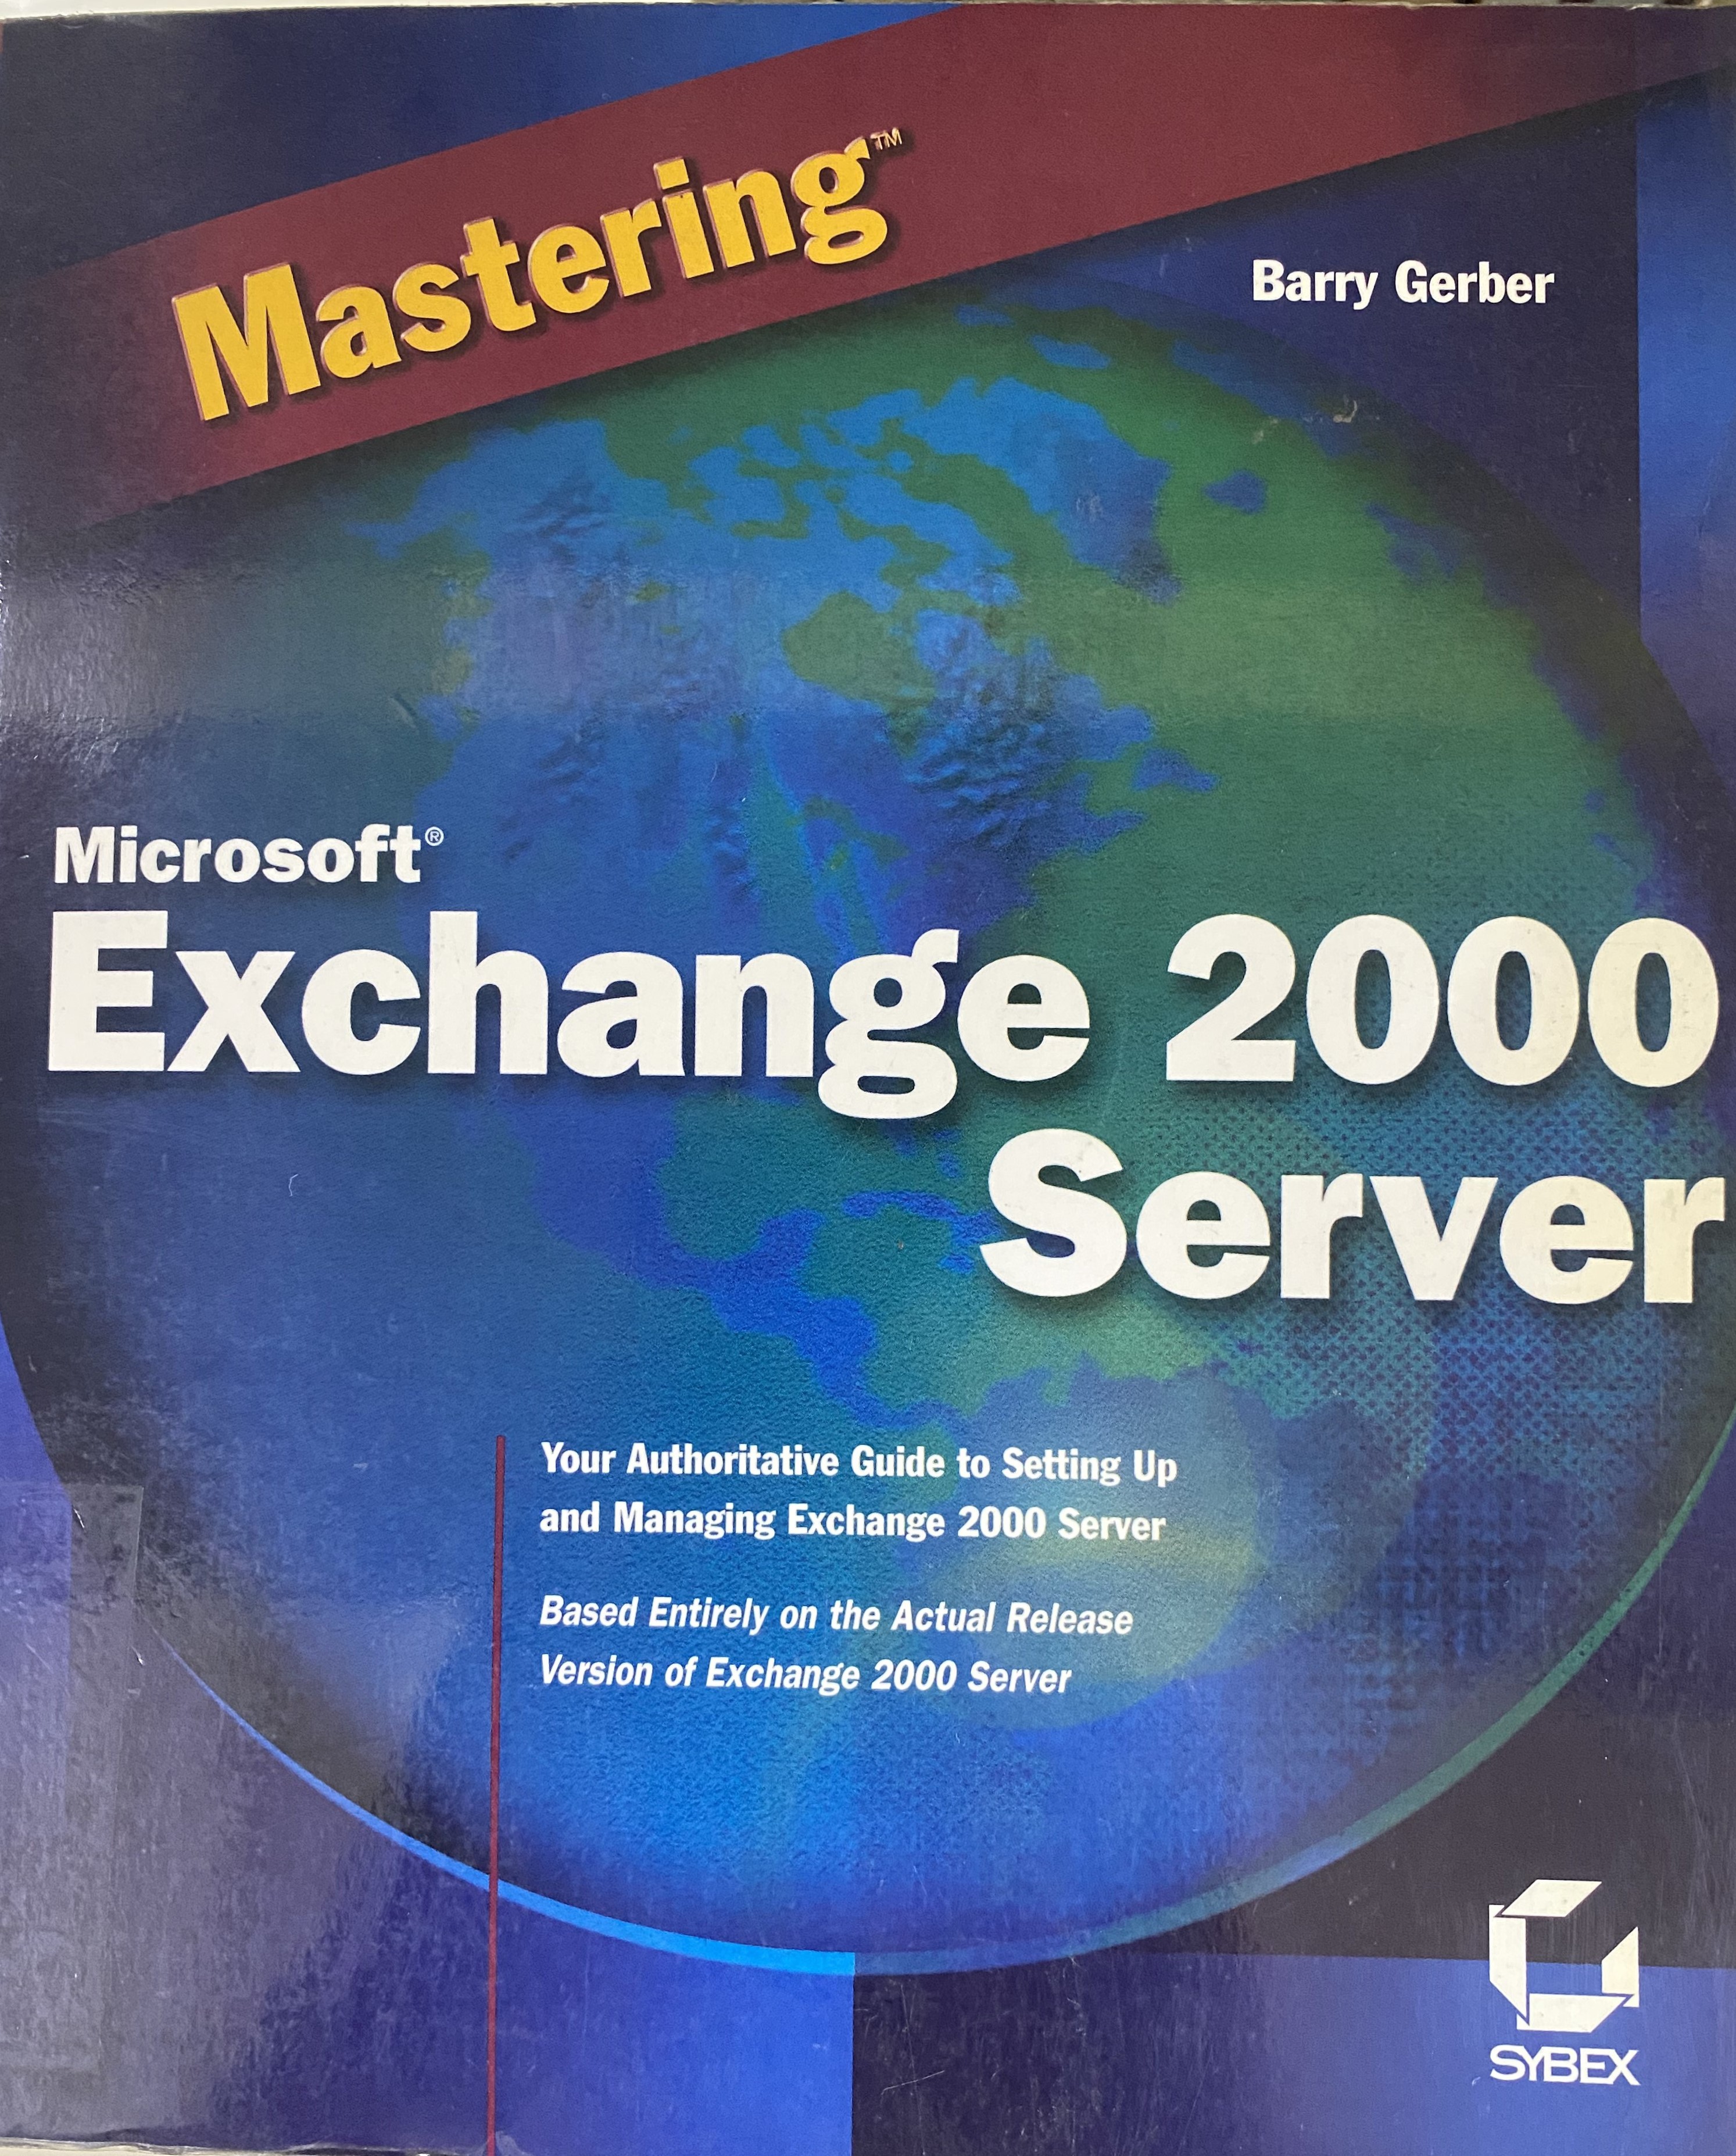 Mastering™
Barry Gerber
Microsoft®
Exchange 2000
Server
Your Authoritative Guide to Setting Up
and Managing Exchange 2000 Server
Based Entirely on the Actual Release
Version of Exchange 2000 Server
SYBEX